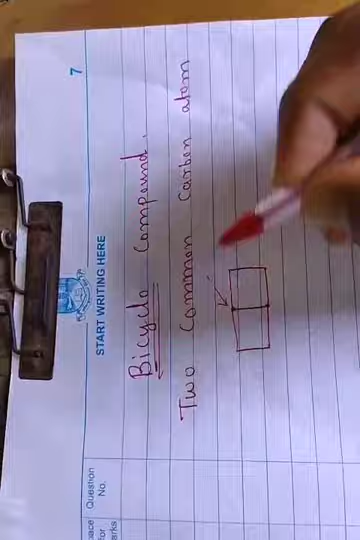 7
START WRITING HERE
Question
No.
Bicyclo Compound.
Two Common Carbon atom